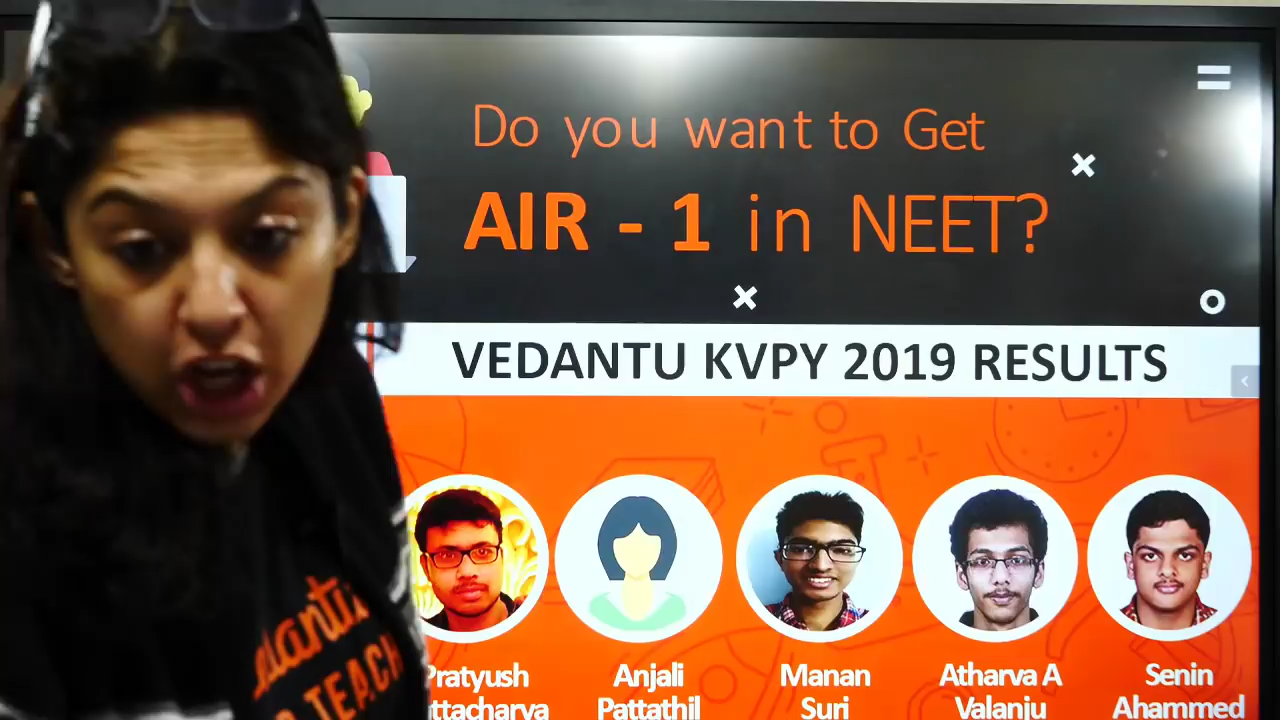 Do you want to Get
AIR - 1 in NEET?
VEDANTU KVPY 2019 RESULTS
Pratyush
Anjali
Pattathil
Manan
Suri
Atharva A
Valanju
Senin
Ahammed
TEACH